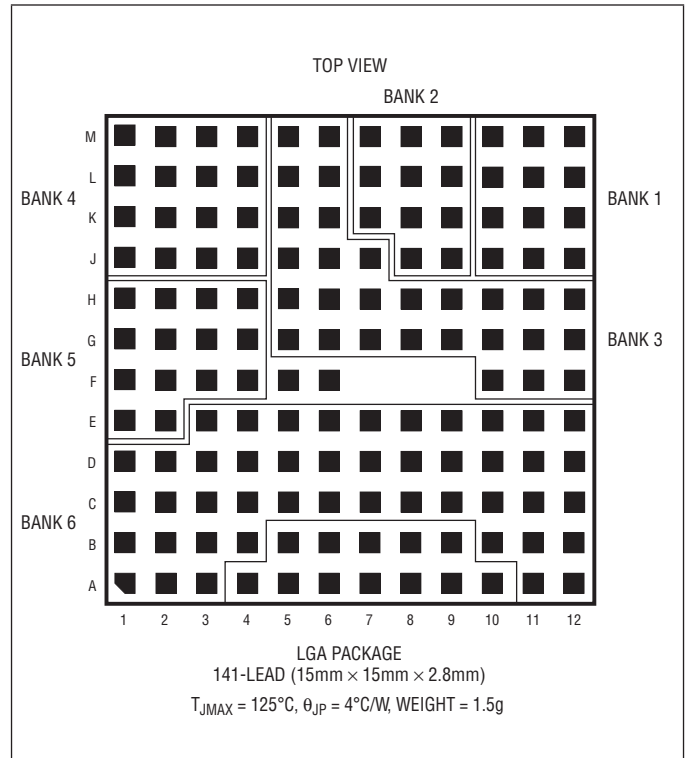 TOP VIEW
BANK 2
M
L
BANK 4
BANK 1
K
J
H
G
BANK 3
BANK 5
F
E
D
C
BANK 6
B
A
1 2 3 4 5 6 7 8 9 10 11 12
LGA PACKAGE
141-LEAD (15mm × 15mm × 2.8mm)
TJMAX = 125°C, θJP = 4°C/W, WEIGHT = 1.5g